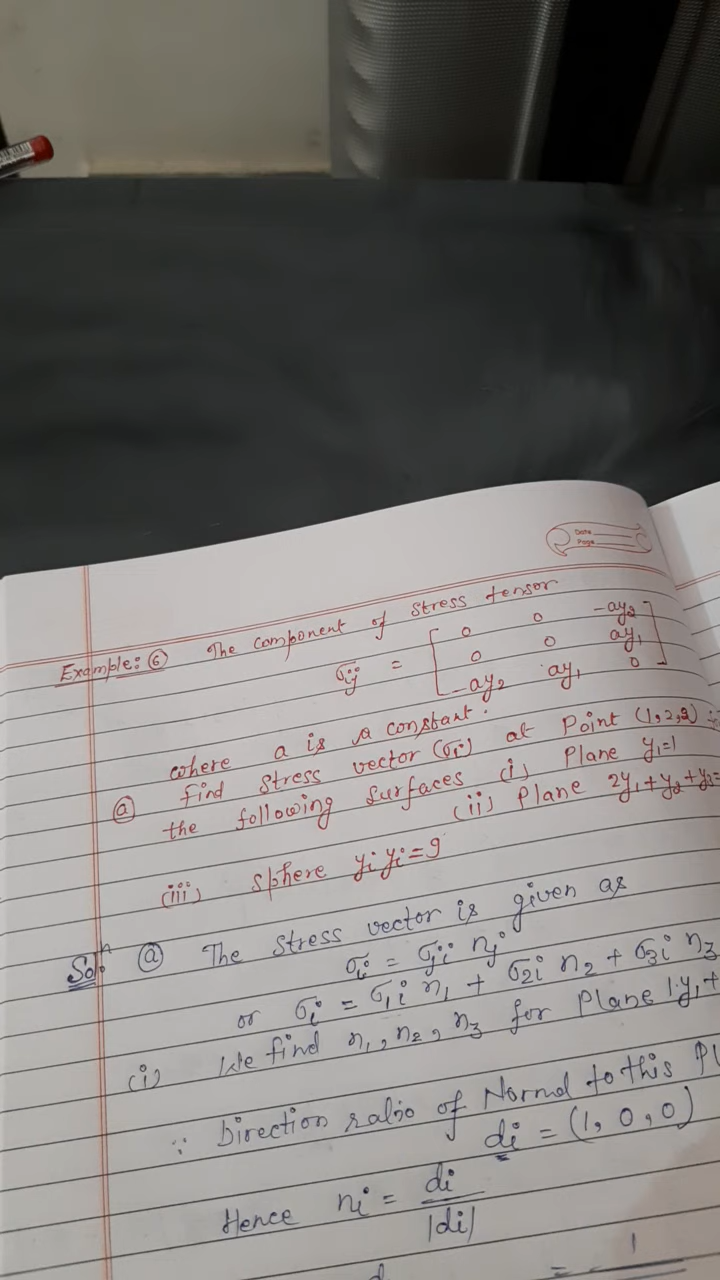 Date
Page
Example: ⑥ The component of stress tensor
σij = [ 0 0 -ay2
0 0 ay1
-ay2 ay1 0 ]
where a is a constant.
ⓐ find stress vector (σi) at Point (1,2,2) of
the following surfaces (i) Plane y1=1
(ii) Plane 2y1+y2+y3=
(iii) Sphere yiyi=9
Sol ⓐ The stress vector is given as
σi = σji nj
or σi = σ1i n1 + σ2i n2 + σ3i n3
(i) We find n1, n2, n3 for Plane 1.y1+
∵ Direction ratio of Normal to this Pl
di = (1, 0, 0)
Hence ni = di/|di|
= 1